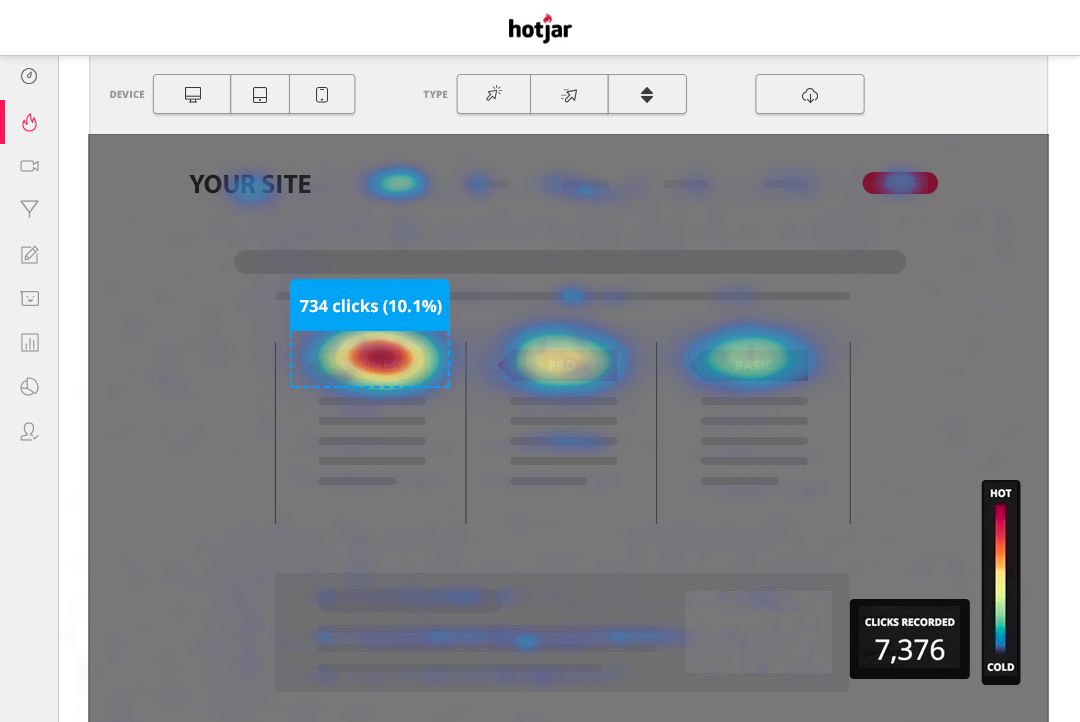 hotjar
DEVICE
TYPE
YOUR SITE
734 clicks (10.1%)
PRO
BASIC
HOT
CLICKS RECORDED
7,376
COLD